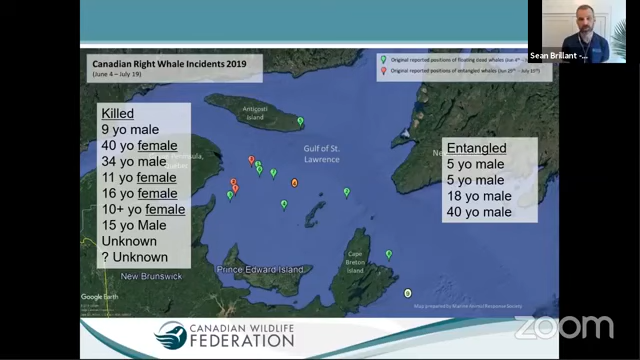 Canadian Right Whale Incidents 2019
(June 4 – July 19)
Original reported positions of floating dead whales (Jun 4th
Original reported positions of entangled whales (Jun 29th
Sean Brillant -...
Killed
9 yo male
40 yo female
34 yo male
11 yo female
16 yo female
10+ yo female
15 yo Male
Unknown
? Unknown
Entangled
5 yo male
5 yo male
18 yo male
40 yo male
Anticosti
Island
Gulf of St.
Lawrence
Cape
Breton
Island
Prince Edward Island
New Brunswick
Google Earth
Map prepared by Marine Animal Response Society
CANADIAN WILDLIFE
FEDERATION
zoom